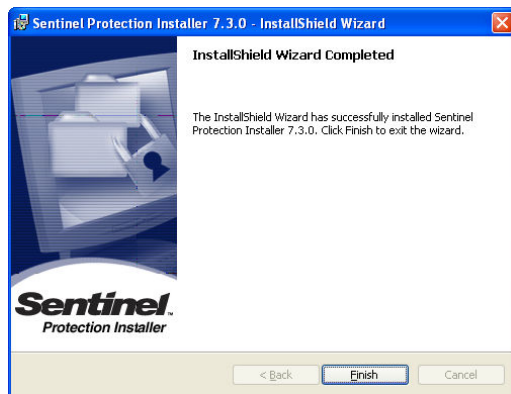 Sentinel Protection Installer 7.3.0 - InstallShield Wizard
InstallShield Wizard Completed
The InstallShield Wizard has successfully installed Sentinel
Protection Installer 7.3.0. Click Finish to exit the wizard.
Sentinel™
Protection Installer
< Back Finish Cancel